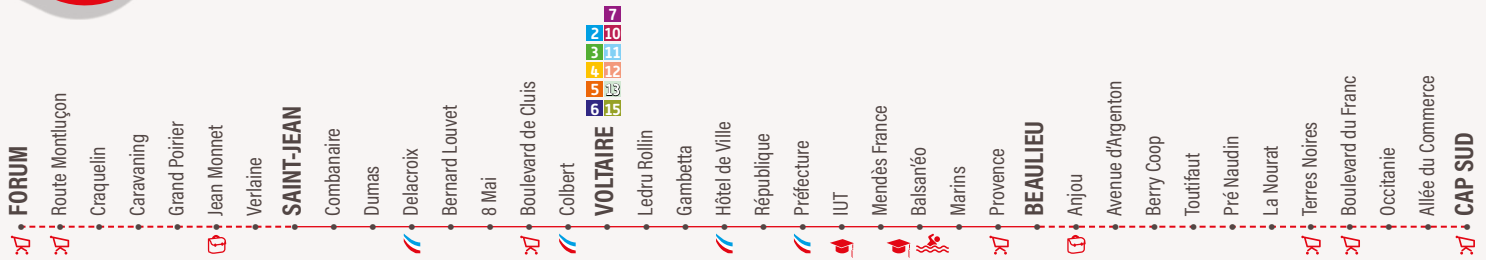 7
2 10
3 11
4 12
5 13
6 15
FORUM
Route Montluçon
Craquelin
Caravaning
Grand Poirier
Jean Monnet
Verlaine
SAINT-JEAN
Combanaire
Dumas
Delacroix
Bernard Louvet
8 Mai
Boulevard de Cluis
Colbert
VOLTAIRE
Ledru Rollin
Gambetta
Hôtel de Ville
République
Préfecture
IUT
Mendès France
Balsan'éo
Marins
Provence
BEAULIEU
Anjou
Avenue d'Argenton
Berry Coop
Toutifaut
Pré Naudin
La Nourat
Terres Noires
Boulevard du Franc
Occitanie
Allée du Commerce
CAP SUD